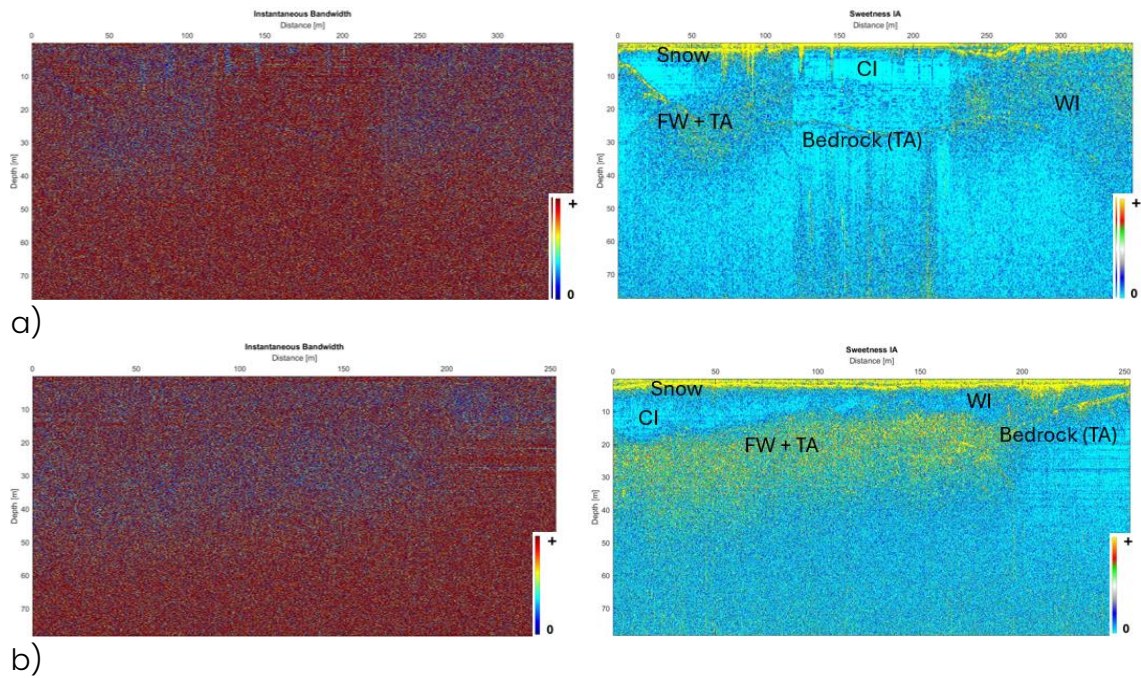 Instantaneous Bandwidth
Distance [m]
0 50 100 150 200 250 300
Depth [m]
10
20
30
40
50
60
70
+
0
Sweetness IA
Distance [m]
0 50 100 150 200 250 300
Depth [m]
10
20
30
40
50
60
70
Snow
CI
WI
FW + TA
Bedrock (TA)
+
0
a)
Instantaneous Bandwidth
Distance [m]
0 50 100 150 200 250
Depth [m]
10
20
30
40
50
60
70
+
0
Sweetness IA
Distance [m]
0 50 100 150 200 250
Depth [m]
10
20
30
40
50
60
70
Snow
CI
WI
FW + TA
Bedrock (TA)
+
0
b)